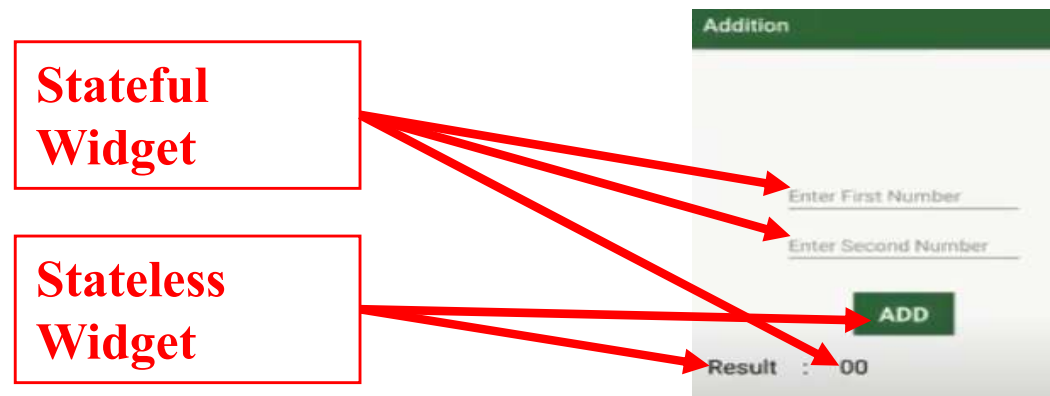 Stateful
Widget
Stateless
Widget
Addition
Enter First Number
Enter Second Number
ADD
Result : 00